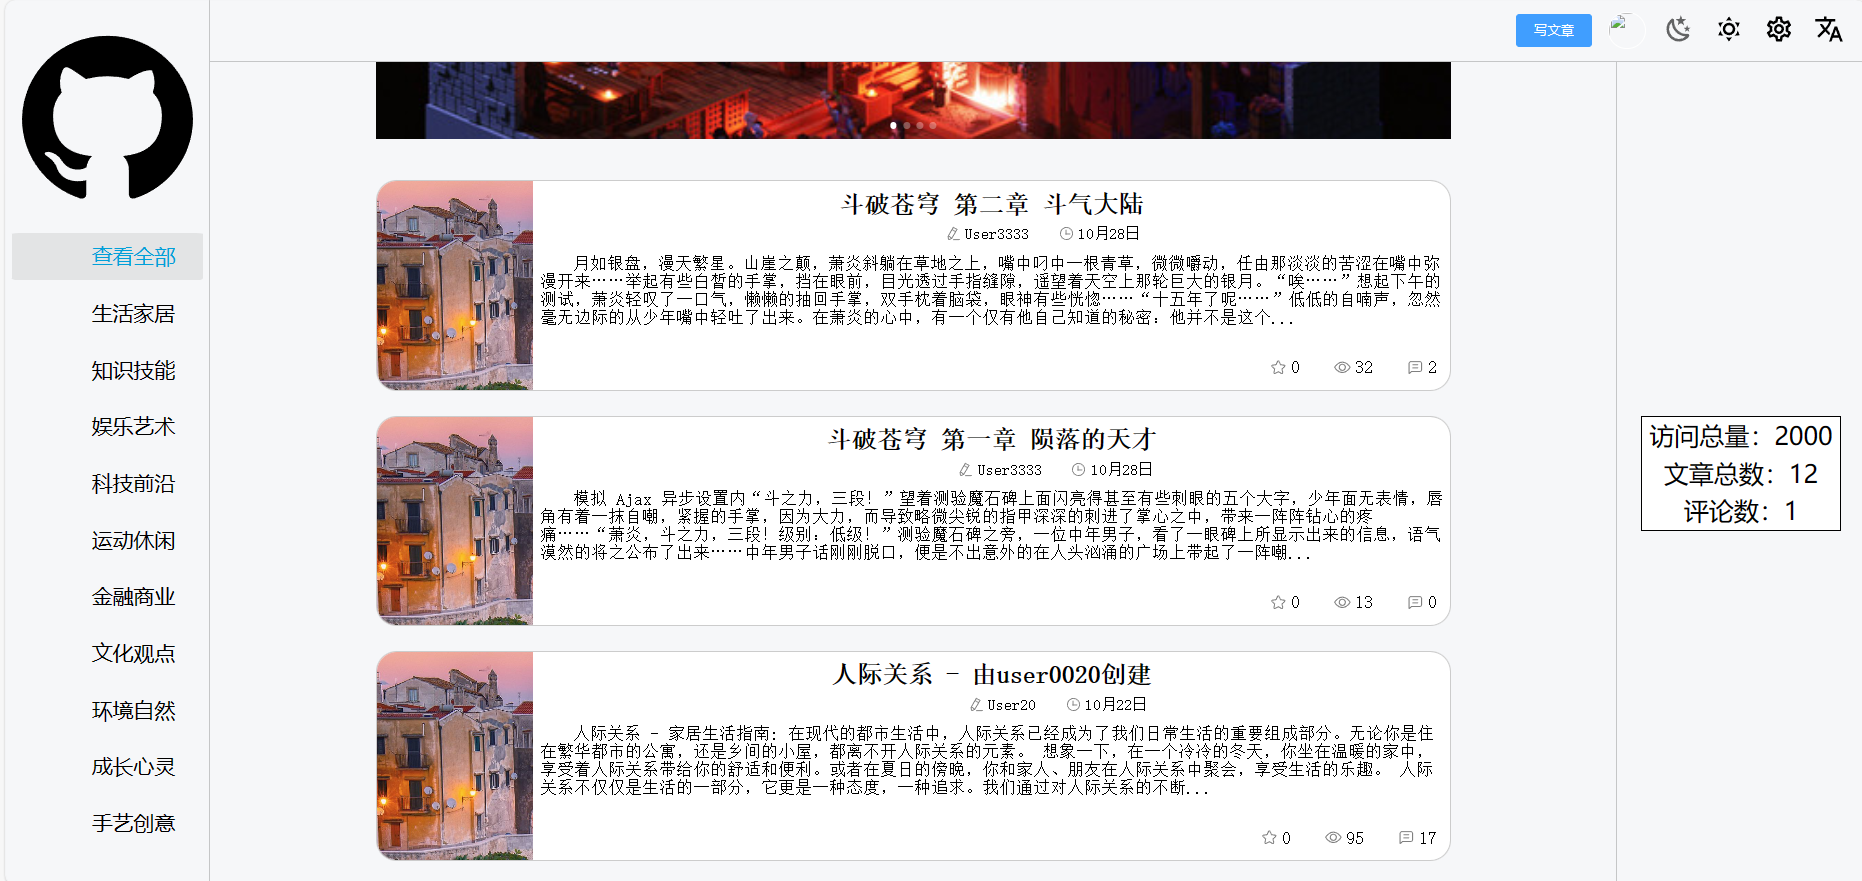 写文章
查看全部
生活家居
知识技能
娱乐艺术
科技前沿
运动休闲
金融商业
文化观点
环境自然
成长心灵
手艺创意
斗破苍穹 第二章 斗气大陆
User3333 10月28日
月如银盘，漫天繁星。山崖之颠，萧炎斜躺在草地之上，嘴中叼中一根青草，微微嚼动，任由那淡淡的苦涩在嘴中弥
漫开来……举起有些白皙的手掌，挡在眼前，目光透过手指缝隙，遥望着天空上那轮巨大的银月。“唉……”想起下午的
测试，萧炎轻叹了一口气，懒懒的抽回手掌，双手枕着脑袋，眼神有些恍惚……“十五年了呢……”低低的自喃声，忽然
毫无边际的从少年嘴中轻吐了出来。在萧炎的心中，有一个仅有他自己知道的秘密：他并不是这个...
0 32 2
斗破苍穹 第一章 陨落的天才
User3333 10月28日
模拟 Ajax 异步设置内“斗之力，三段！”望着测验魔石碑上面闪亮得甚至有些刺眼的五个大字，少年面无表情，唇
角有着一抹自嘲，紧握的手掌，因为大力，而导致略微尖锐的指甲深深的刺进了掌心之中，带来一阵阵钻心的疼
痛……“萧炎，斗之力，三段！级别：低级！”测验魔石碑之旁，一位中年男子，看了一眼碑上所显示出来的信息，语气
漠然的将之公布了出来……中年男子话刚刚脱口，便是不出意外的在人头汹涌的广场上带起了一阵嘲...
0 13 0
人际关系 - 由user0020创建
User20 10月22日
人际关系 - 家居生活指南: 在现代的都市生活中，人际关系已经成为了我们日常生活的重要组成部分。无论你是住
在繁华都市的公寓，还是乡间的小屋，都离不开人际关系的元素。 想象一下，在一个冷冷的冬天，你坐在温暖的家中，
享受着人际关系带给你的舒适和便利。或者在夏日的傍晚，你和家人、朋友在人际关系中聚会，享受生活的乐趣。 人际
关系不仅仅是生活的一部分，它更是一种态度，一种追求。我们通过对人际关系的不断...
0 95 17
访问总量：2000
文章总数：12
评论数：1